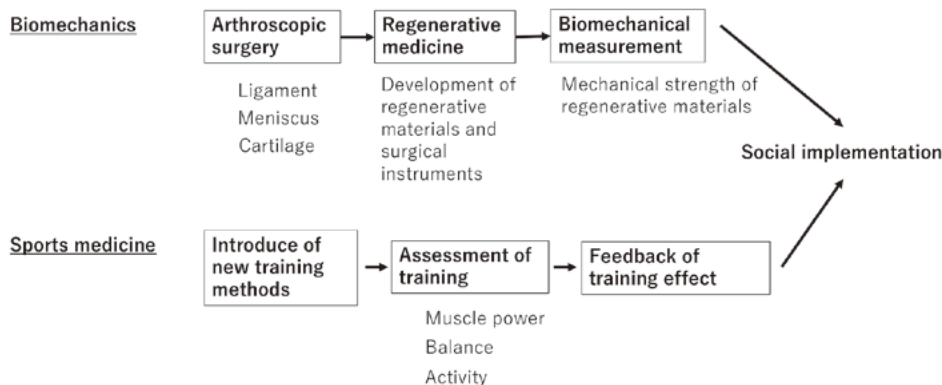 Biomechanics
Arthroscopic
surgery
Regenerative
medicine
Biomechanical
measurement
Ligament
Meniscus
Cartilage
Development of
regenerative
materials and
surgical
instruments
Mechanical strength of
regenerative materials
Social implementation
Sports medicine
Introduce of
new training
methods
Assessment of
training
Feedback of
training effect
Muscle power
Balance
Activity